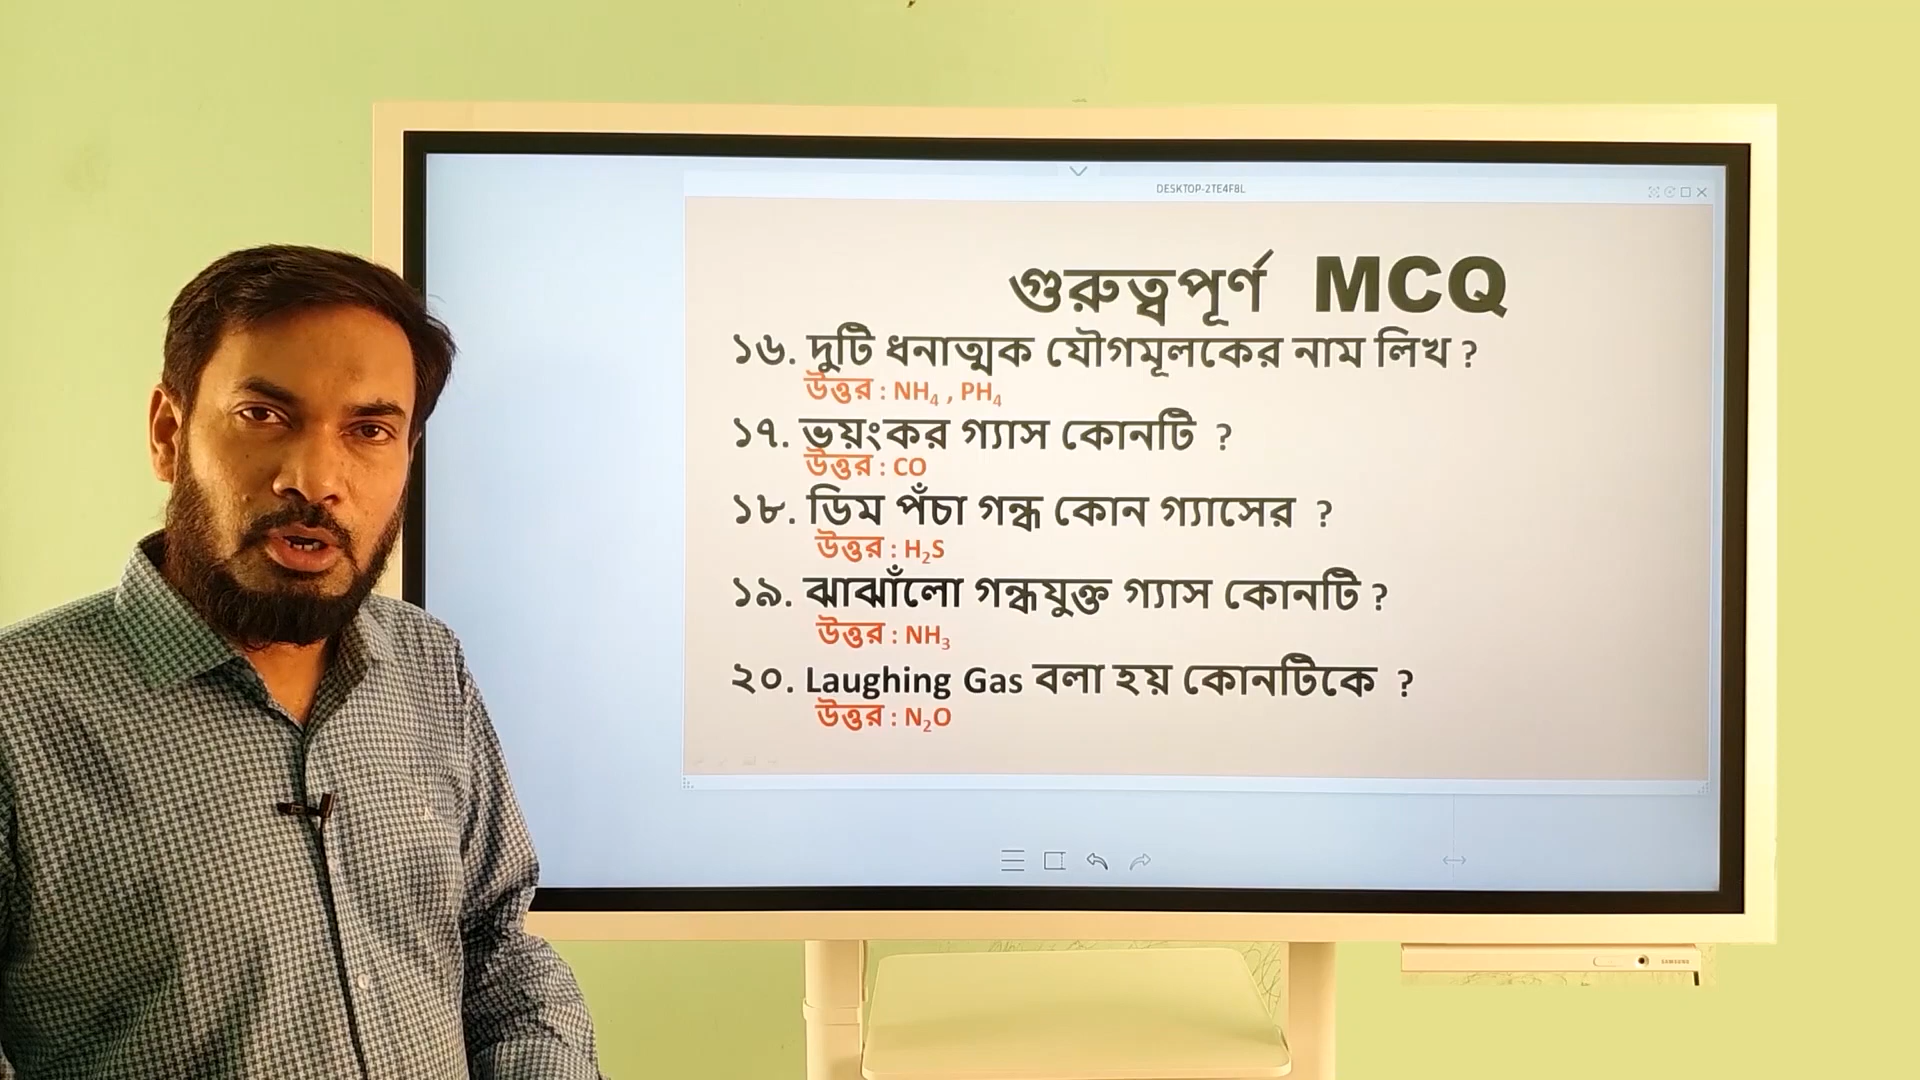 DESKTOP-2TE4F8L
গুরুত্বপূর্ণ MCQ
১৬. দুটি ধনাত্মক যৌগমূলকের নাম লিখ ?
উত্তর : NH₄ , PH₄
১৭. ভয়ংকর গ্যাস কোনটি ?
উত্তর : CO
১৮. ডিম পঁচা গন্ধ কোন গ্যাসের ?
উত্তর : H₂S
১৯. ঝাঝাঁলো গন্ধযুক্ত গ্যাস কোনটি ?
উত্তর : NH₃
২০. Laughing Gas বলা হয় কোনটিকে ?
উত্তর : N₂O
SAMSUNG